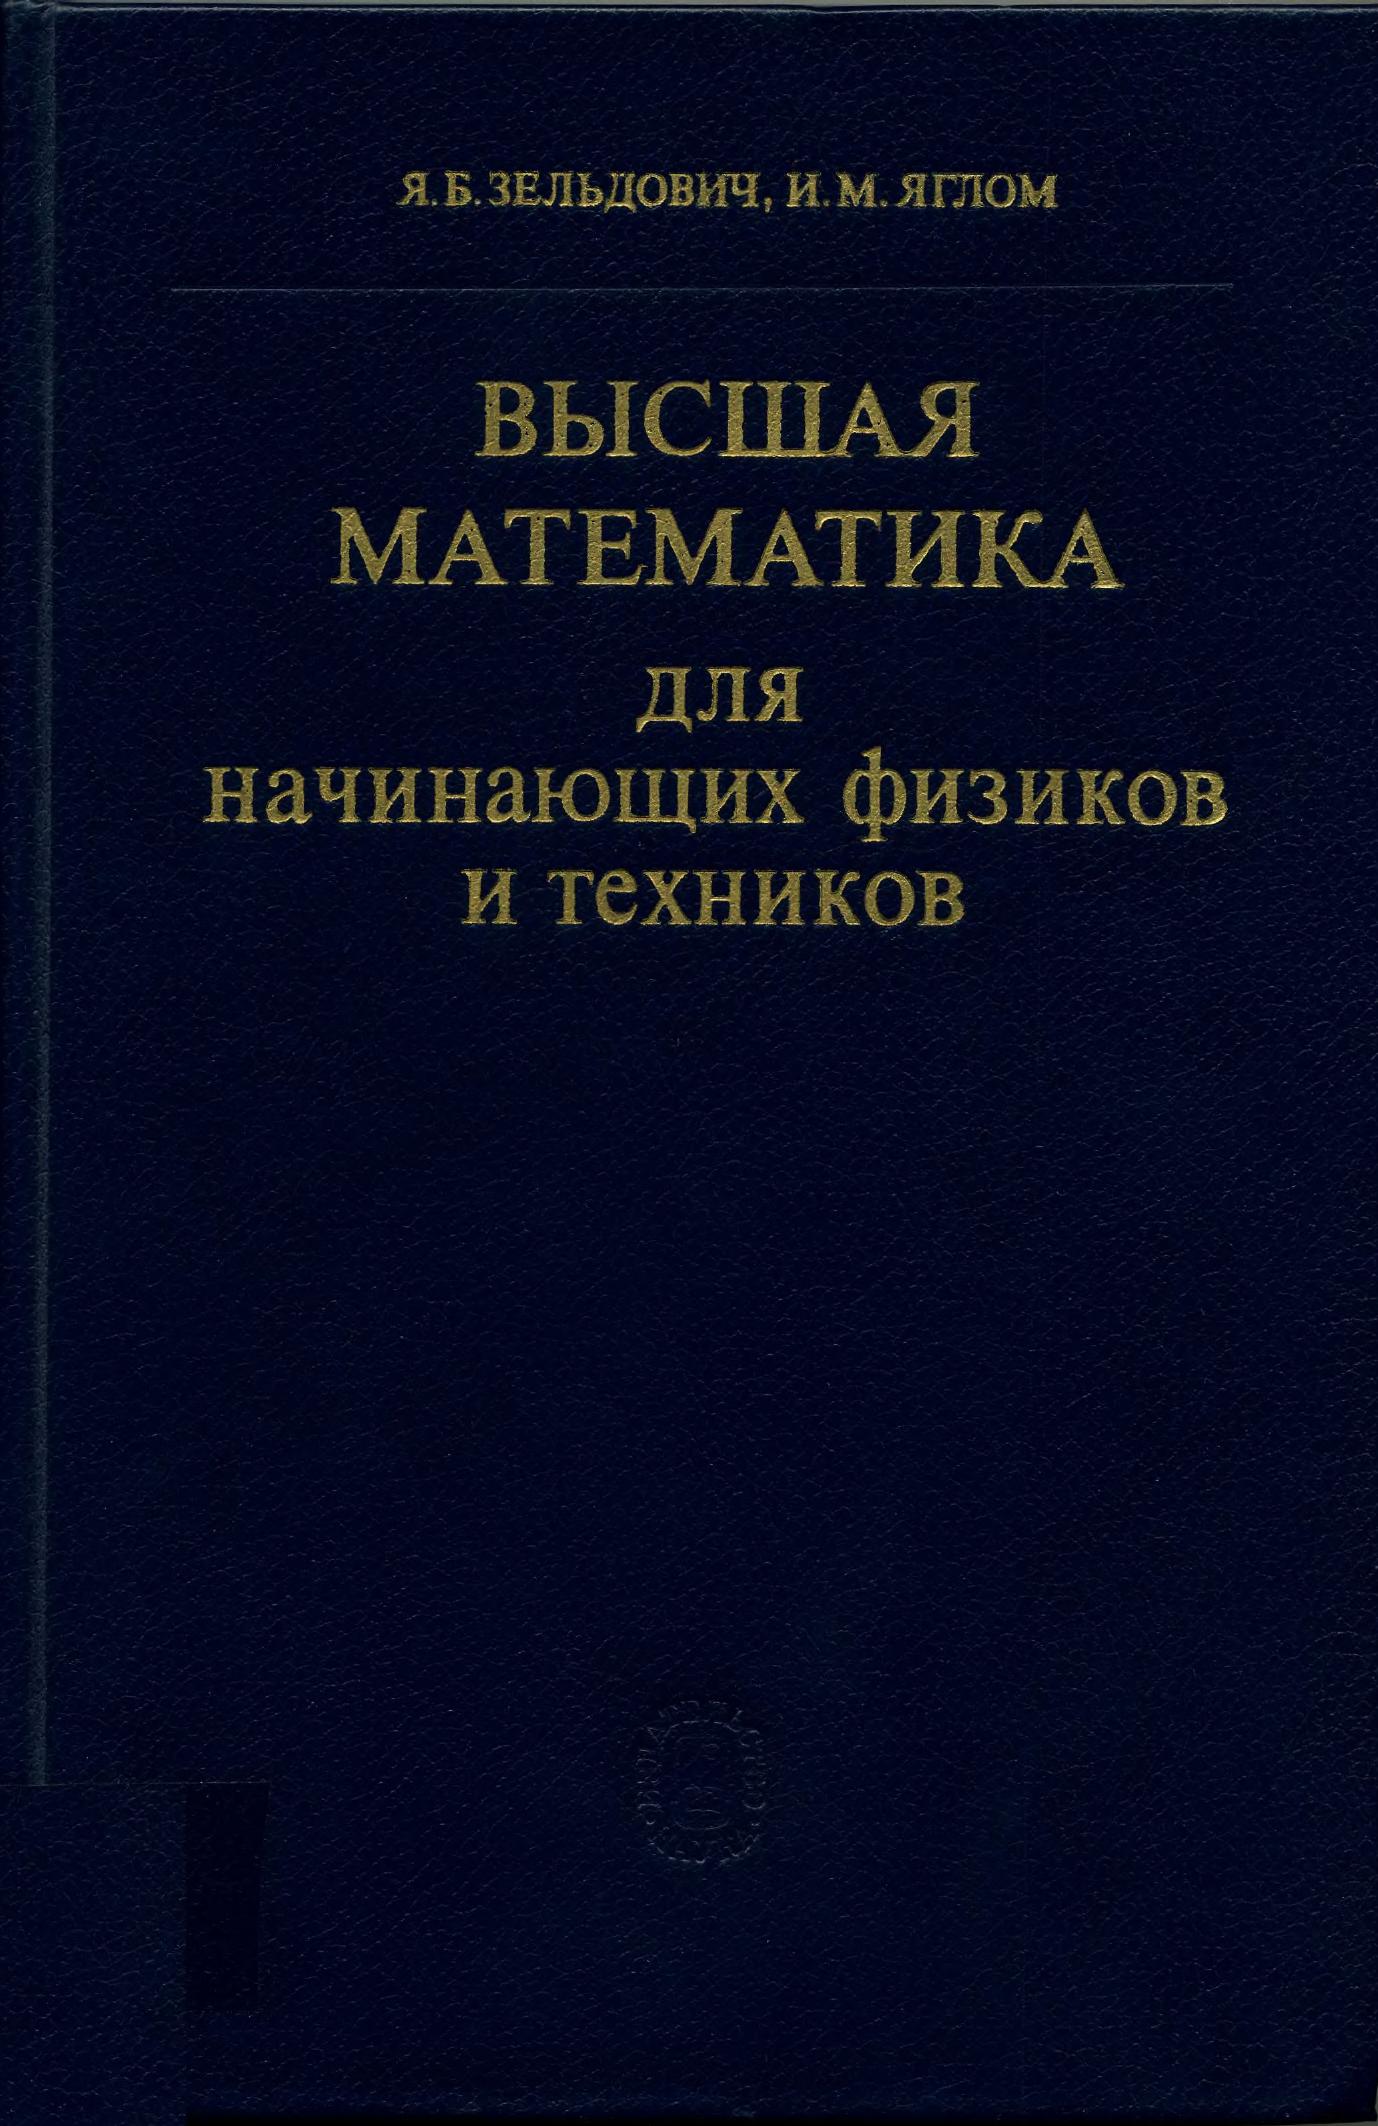 Я.Б.ЗЕЛЬДОВИЧ, И.М.ЯГЛОМ
ВЫСШАЯ
МАТЕМАТИКА
для
начинающих физиков
и техников